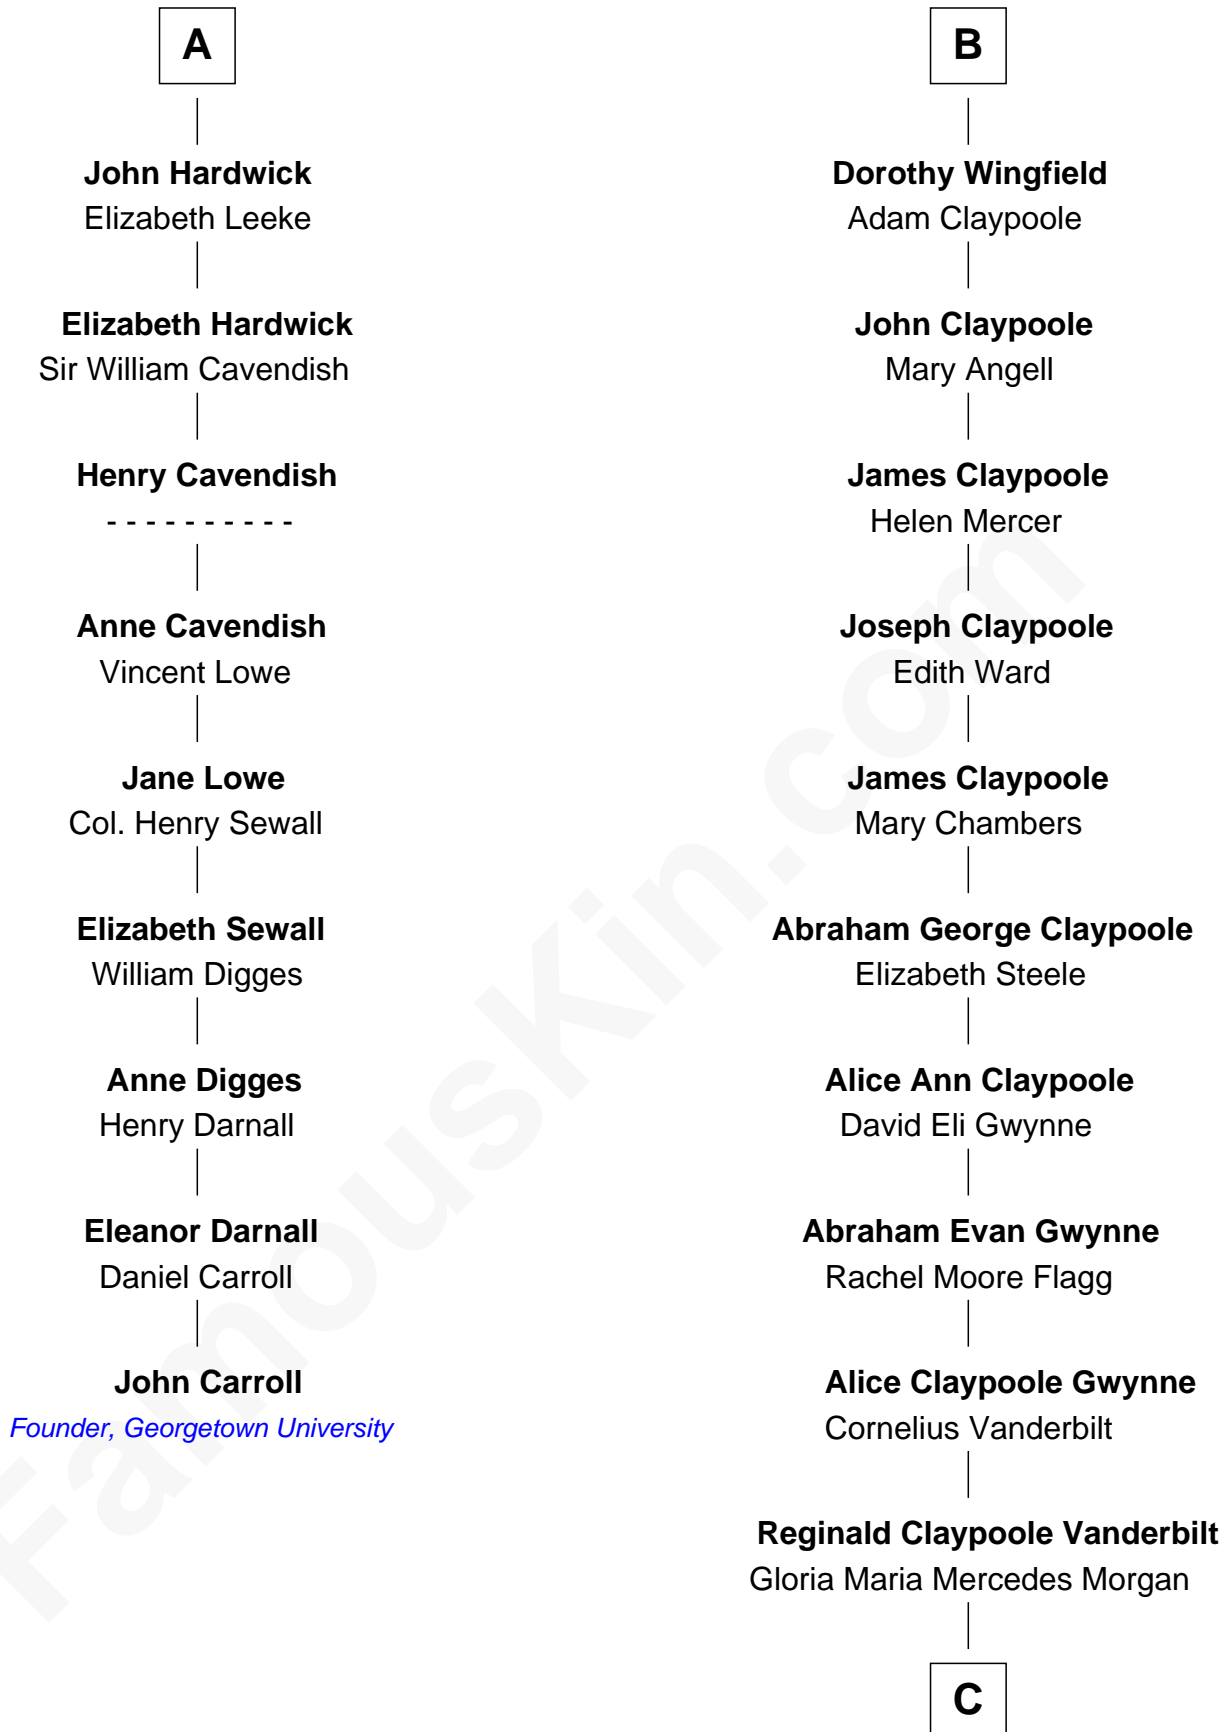 A
John Hardwick
Elizabeth Leeke
Elizabeth Hardwick
Sir William Cavendish
Henry Cavendish
- - - - - - - - - -
Anne Cavendish
Vincent Lowe
Jane Lowe
Col. Henry Sewall
Elizabeth Sewall
William Digges
Anne Digges
Henry Darnall
Eleanor Darnall
Daniel Carroll
John Carroll
Founder, Georgetown University
B
Dorothy Wingfield
Adam Claypoole
John Claypoole
Mary Angell
James Claypoole
Helen Mercer
Joseph Claypoole
Edith Ward
James Claypoole
Mary Chambers
Abraham George Claypoole
Elizabeth Steele
Alice Ann Claypoole
David Eli Gwynne
Abraham Evan Gwynne
Rachel Moore Flagg
Alice Claypoole Gwynne
Cornelius Vanderbilt
Reginald Claypoole Vanderbilt
Gloria Maria Mercedes Morgan
C
FamousKin.com